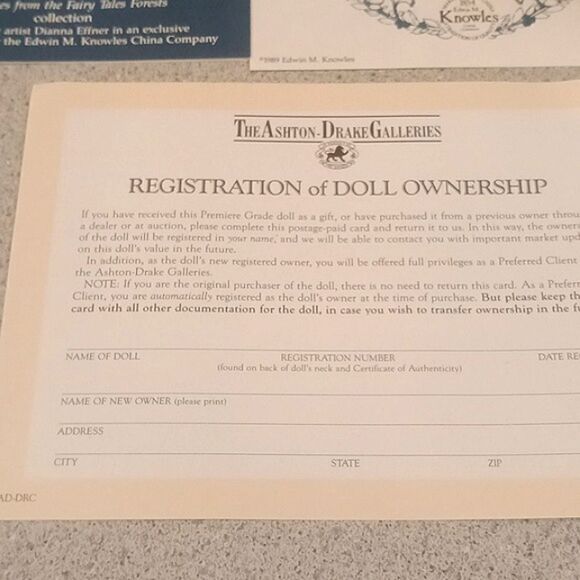 es from the Fairy Tales Forests
collection
artist Dianna Effner in an exclusive
the Edwin M. Knowles China Company
Edwin M.
Knowles
©1989 Edwin M. Knowles
THE ASHTON-DRAKE GALLERIES
REGISTRATION of DOLL OWNERSHIP
If you have received this Premiere Grade doll as a gift, or have purchased it from a previous owner throu
a dealer or at auction, please complete this postage-paid card and return it to us. In this way, the owners
of the doll will be registered in your name, and we will be able to contact you with important market upd
on this doll's value in the future.
In addition, as the doll's new registered owner, you will be offered full privileges as a Preferred Client
the Ashton-Drake Galleries.
NOTE: If you are the original purchaser of the doll, there is no need to return this card. As a Preferr
Client, you are automatically registered as the doll's owner at the time of purchase. But please keep th
card with all other documentation for the doll, in case you wish to transfer ownership in the fu
NAME OF DOLL REGISTRATION NUMBER DATE RE
(found on back of doll's neck and Certificate of Authenticity)
NAME OF NEW OWNER (please print)
ADDRESS
CITY STATE ZIP
AD-DRC